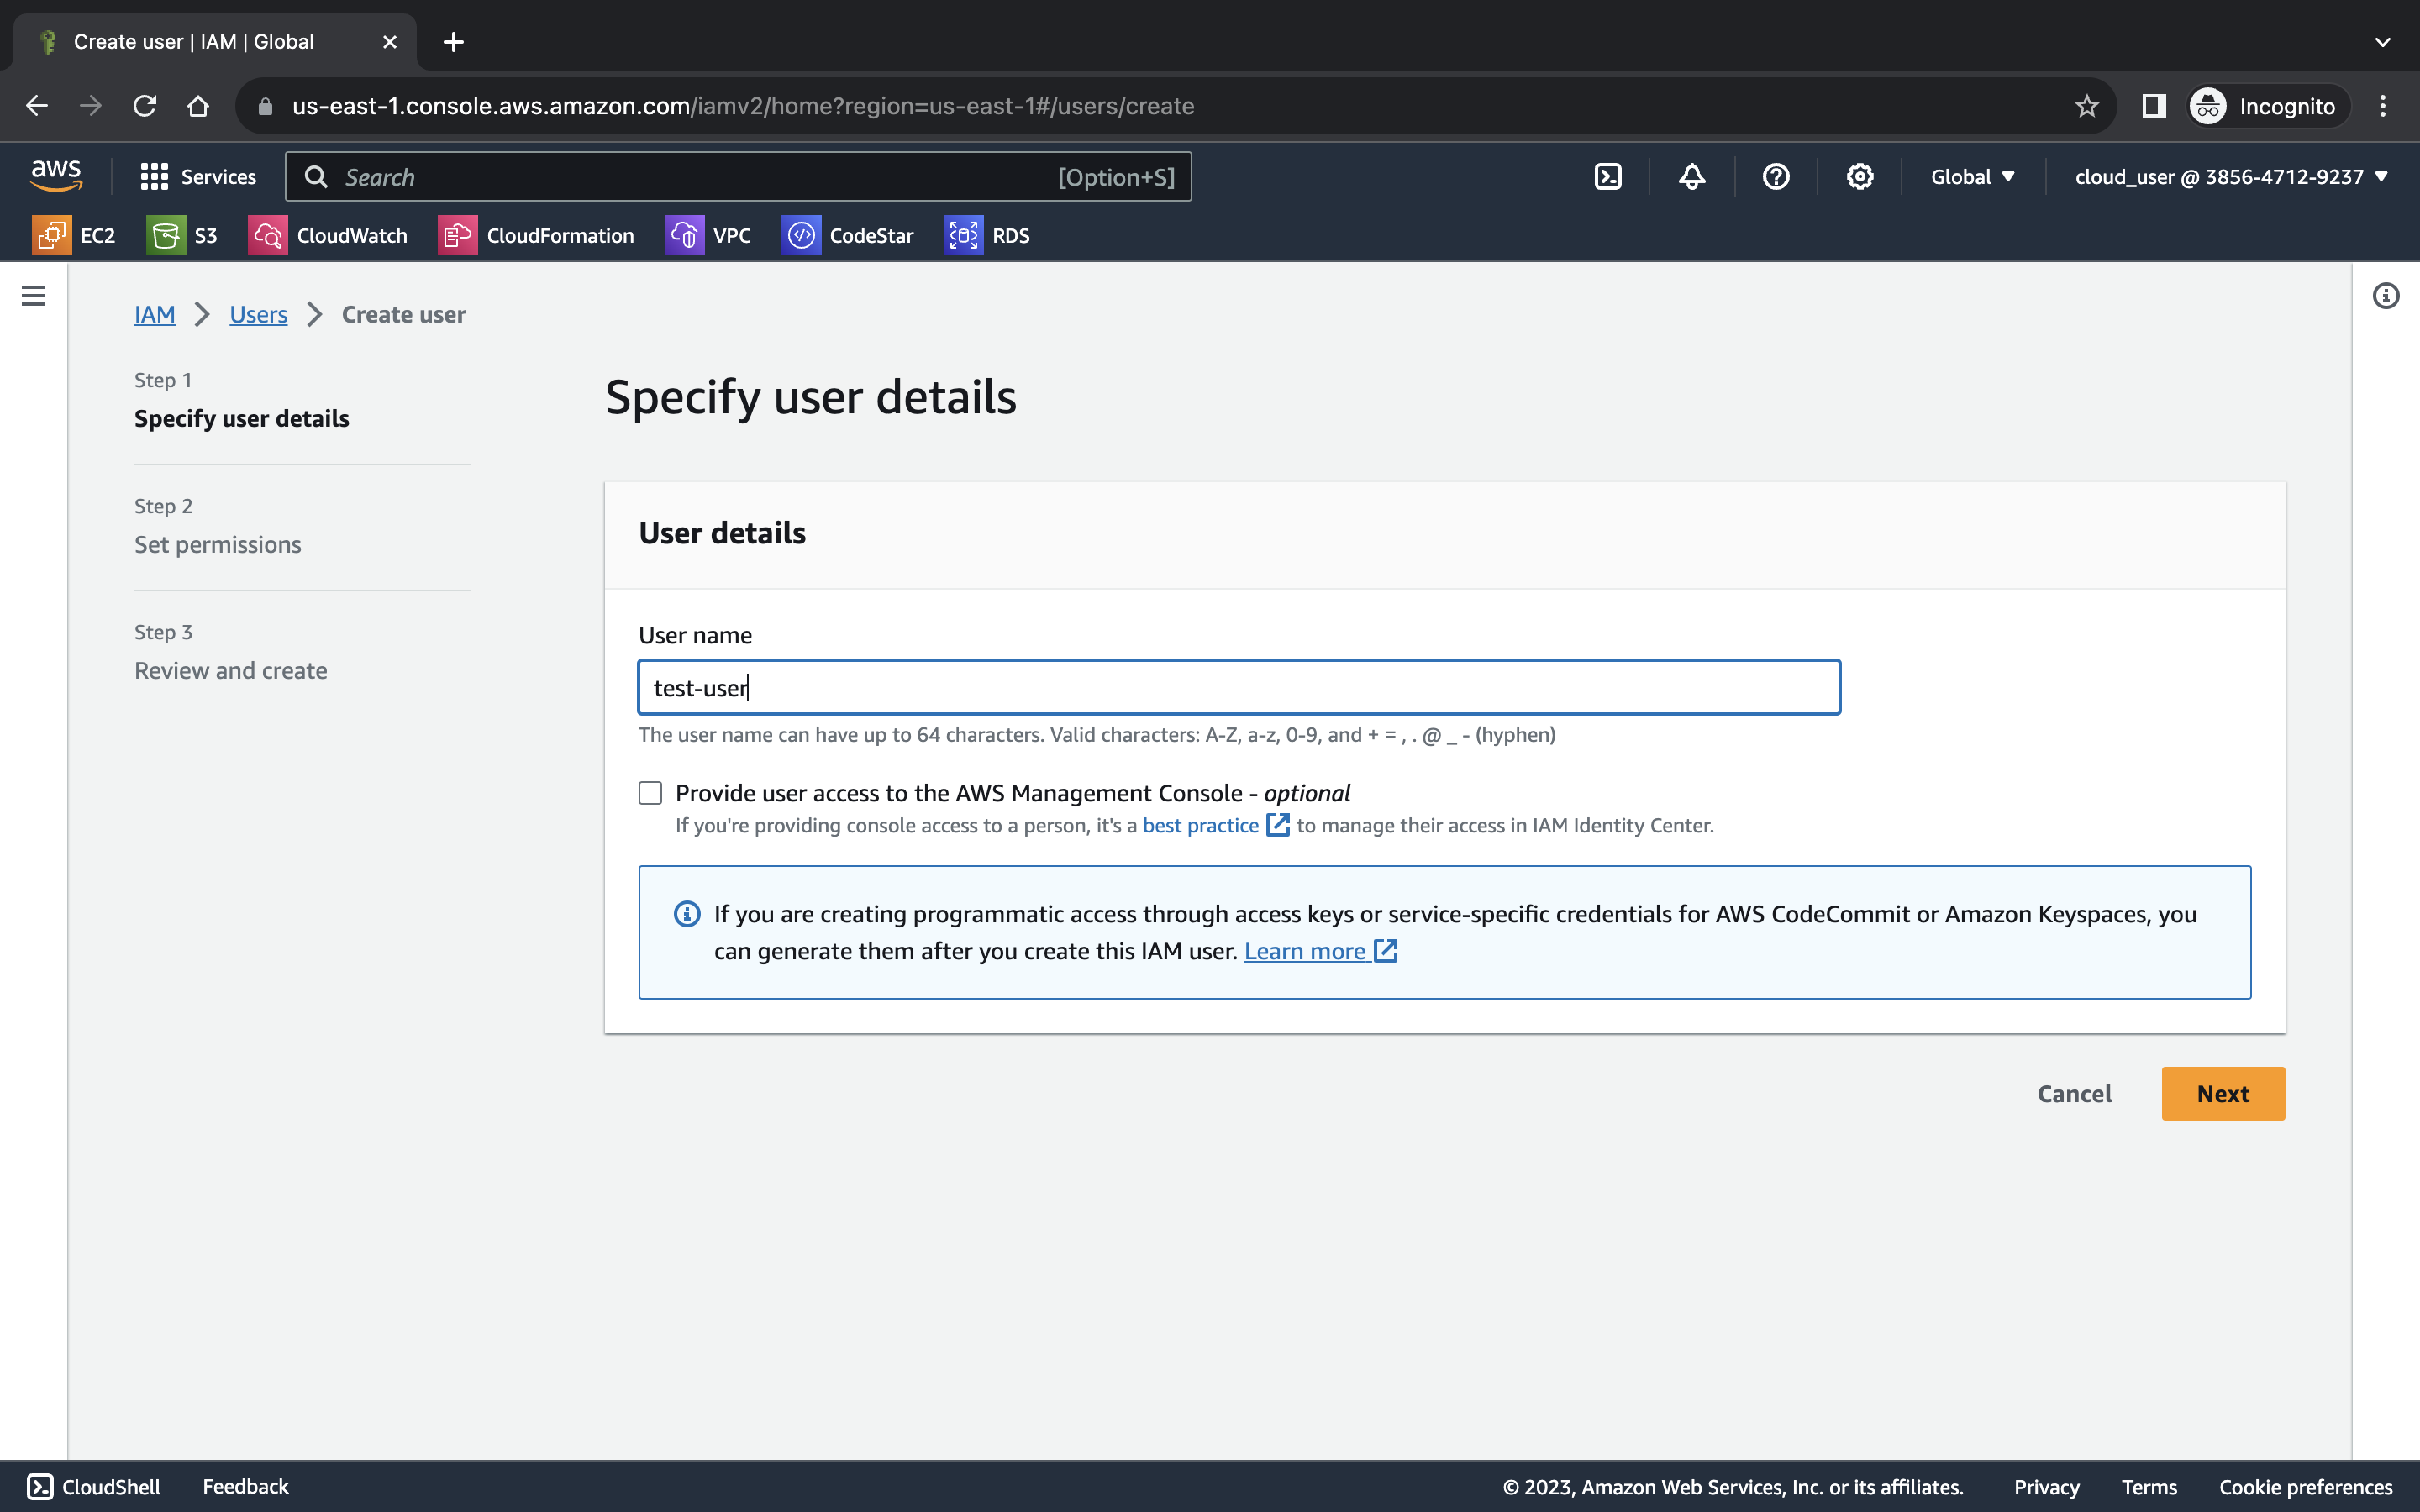 Create user | IAM | Global
us-east-1.console.aws.amazon.com/iamv2/home?region=us-east-1#/users/create
Incognito
aws
Services
Search
[Option+S]
Global
cloud_user @ 3856-4712-9237
EC2
S3
CloudWatch
CloudFormation
VPC
CodeStar
RDS
IAM
Users
Create user
Step 1
Specify user details
Step 2
Set permissions
Step 3
Review and create
Specify user details
User details
User name
test-user
The user name can have up to 64 characters. Valid characters: A-Z, a-z, 0-9, and + = , . @ _ - (hyphen)
Provide user access to the AWS Management Console - optional
If you're providing console access to a person, it's a best practice to manage their access in IAM Identity Center.
If you are creating programmatic access through access keys or service-specific credentials for AWS CodeCommit or Amazon Keyspaces, you
can generate them after you create this IAM user. Learn more
Cancel
Next
CloudShell
Feedback
© 2023, Amazon Web Services, Inc. or its affiliates.
Privacy
Terms
Cookie preferences